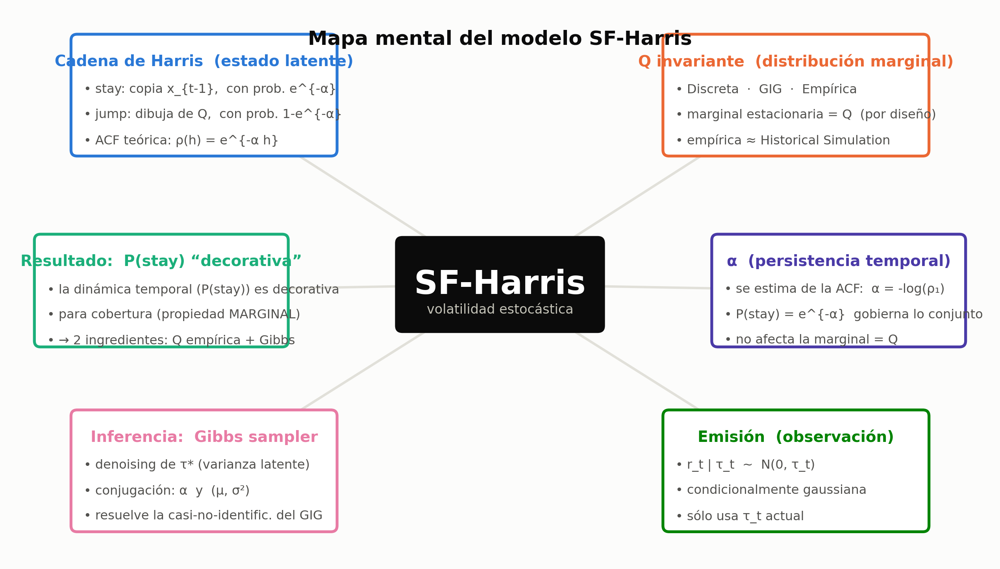 Mapa mental del modelo SF-Harris
Cadena de Harris  (estado latente)
• stay: copia x_{t-1},  con prob. e^{-α}
• jump: dibuja de Q,  con prob. 1-e^{-α}
• ACF teórica: ρ(h) = e^{-α h}
Q invariante  (distribución marginal)
• Discreta  ·  GIG  ·  Empírica
• marginal estacionaria = Q  (por diseño)
• empírica ≈ Historical Simulation
Resultado:  P(stay) “decorativa”
• la dinámica temporal (P(stay)) es decorativa
• para cobertura (propiedad MARGINAL)
• → 2 ingredientes: Q empírica + Gibbs
SF-Harris
volatilidad estocástica
α  (persistencia temporal)
• se estima de la ACF:  α = -log(ρ₁)
• P(stay) = e^{-α}  gobierna lo conjunto
• no afecta la marginal = Q
Inferencia:  Gibbs sampler
• denoising de τ* (varianza latente)
• conjugación: α  y  (μ, σ²)
• resuelve la casi-no-identific. del GIG
Emisión  (observación)
• r_t | τ_t  ~  N(0, τ_t)
• condicionalmente gaussiana
• sólo usa τ_t actual